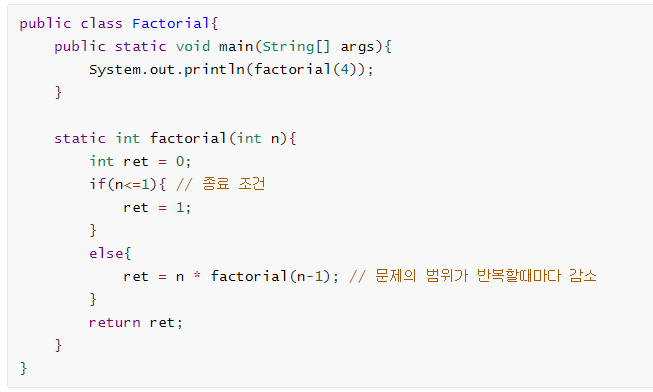 public class Factorial{
    public static void main(String[] args){
        System.out.println(factorial(4));
    }
    static int factorial(int n){
        int ret = 0;
        if(n<=1){ // 종료 조건
            ret = 1;
        }
        else{
            ret = n * factorial(n-1); // 문제의 범위가 반복할때마다 감소
        }
        return ret;
    }
}